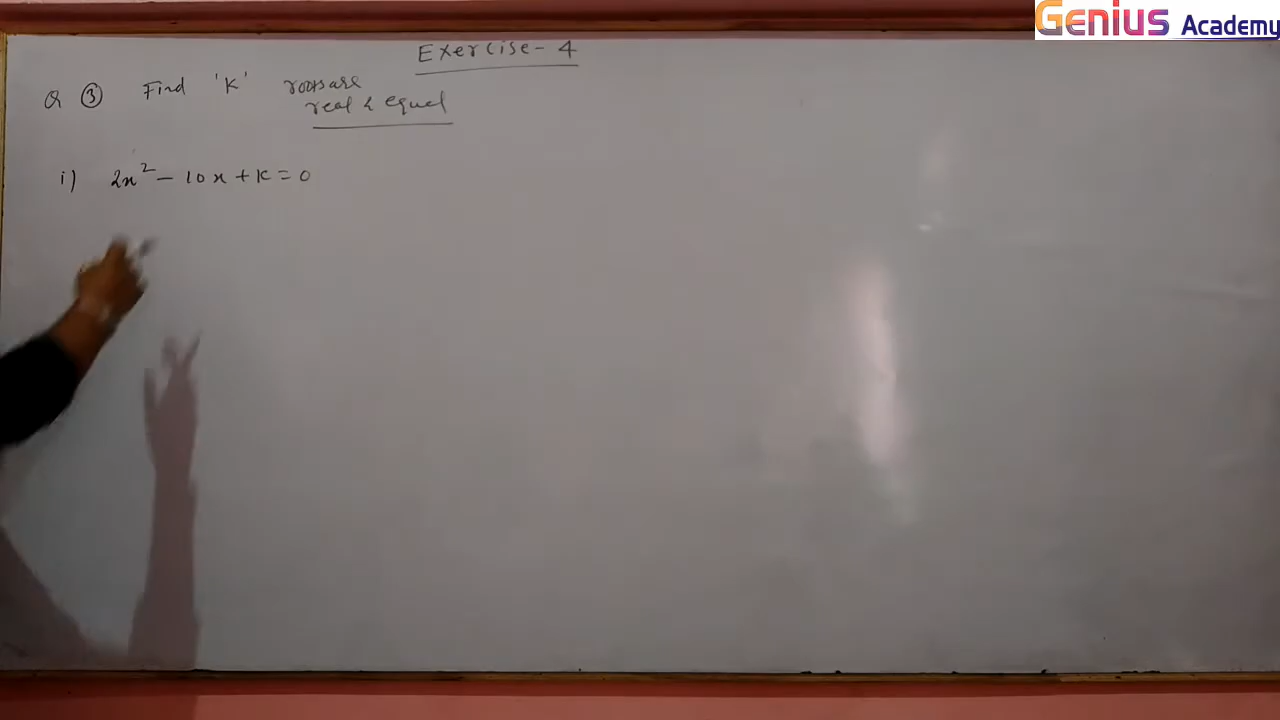 Genius Academy
Exercise-4
Q ③ Find 'K' roots are
real & equal
i) 2x² - 10x + K = 0